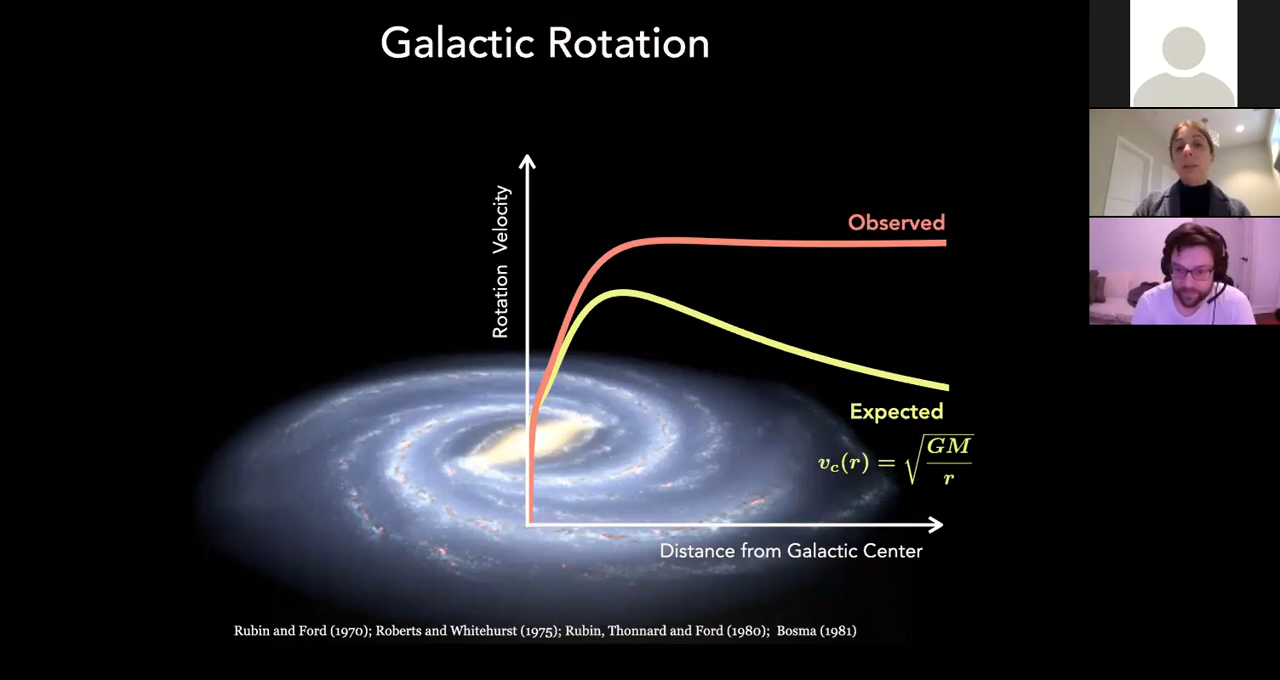 Galactic Rotation
Rotation Velocity
Observed
Expected
v_c(r) = √(GM/r)
Distance from Galactic Center
Rubin and Ford (1970); Roberts and Whitehurst (1975); Rubin, Thonnard and Ford (1980); Bosma (1981)